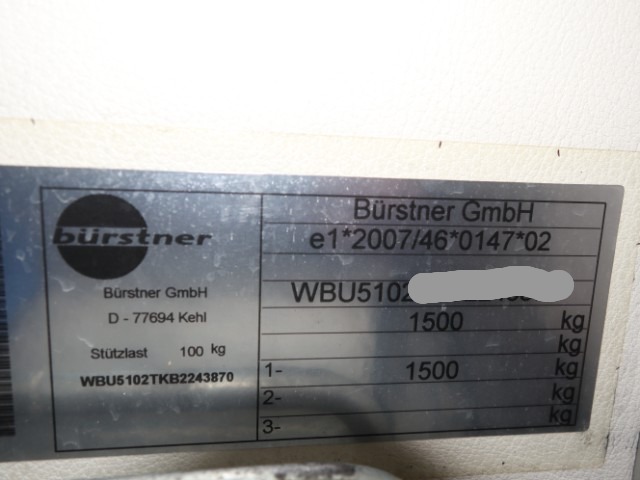 bürstner
Bürstner GmbH
D - 77694 Kehl
Stützlast 100 kg
WBU5102TKB2243870
Bürstner GmbH
e1*2007/46*0147*02
WBU5102
1500 kg
kg
1- 1500 kg
2- kg
3- kg